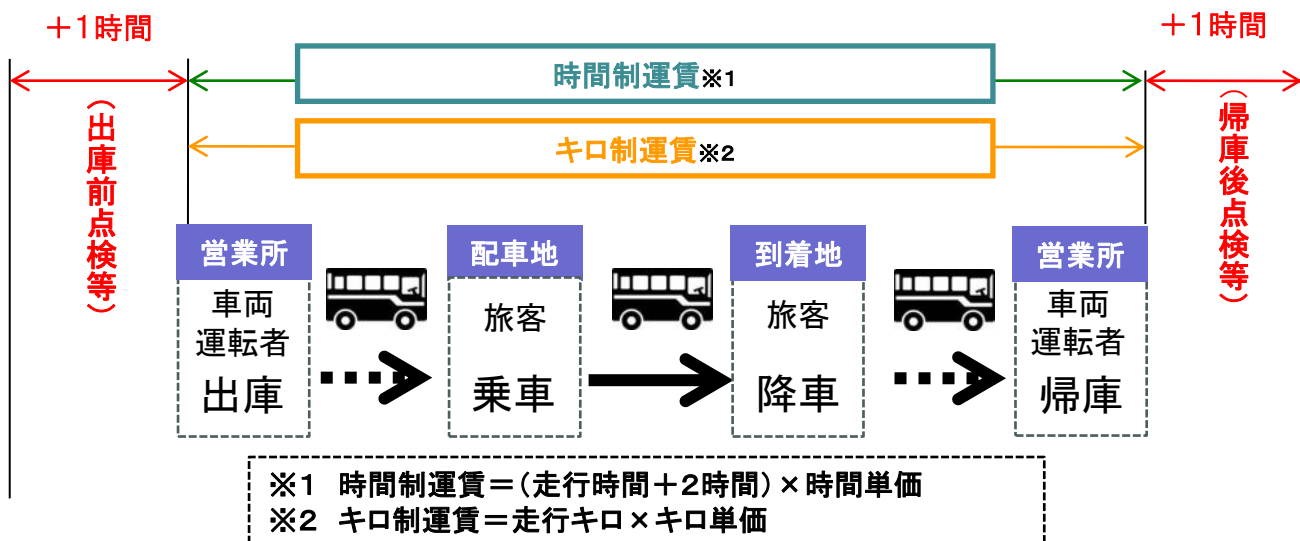 +1時間
+1時間
時間制運賃※1
キロ制運賃※2
(出庫前点検等)
(帰庫後点検等)
営業所
車両
運転者
出庫
配車地
旅客
乗車
到着地
旅客
降車
営業所
車両
運転者
帰庫
※1 時間制運賃=(走行時間+2時間)×時間単価
※2 キロ制運賃=走行キロ×キロ単価